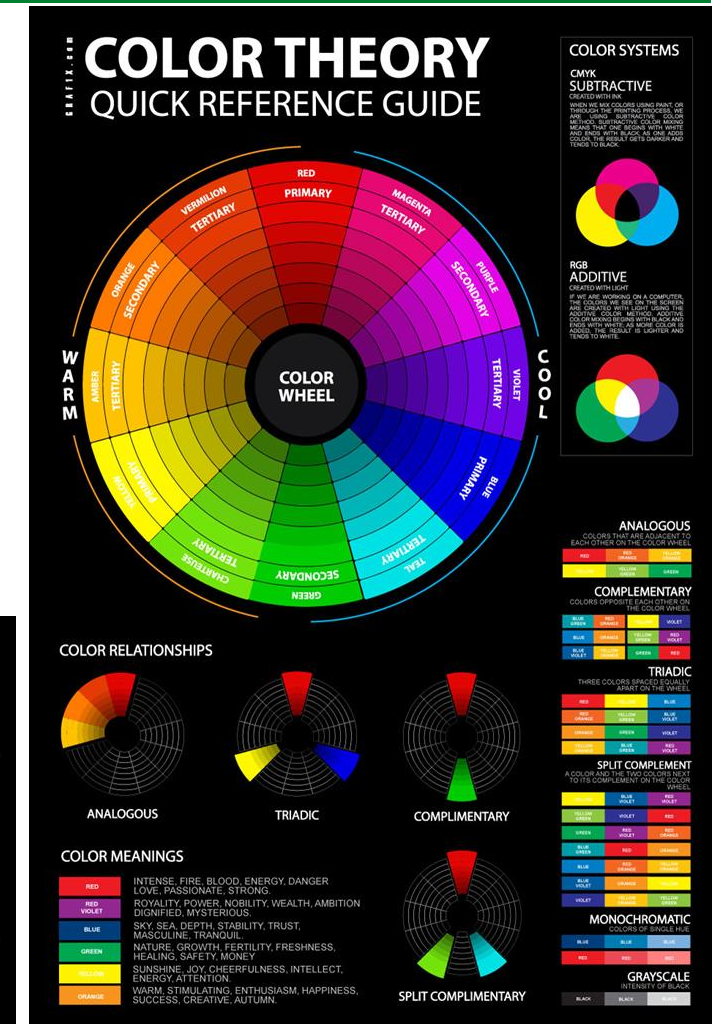 GRAF1X.com
COLOR THEORY
QUICK REFERENCE GUIDE
RED
PRIMARY
MAGENTA
TERTIARY
PURPLE
SECONDARY
VIOLET
TERTIARY
BLUE
PRIMARY
TEAL
TERTIARY
GREEN
SECONDARY
CHARTEUSE
TERTIARY
YELLOW
PRIMARY
AMBER
TERTIARY
ORANGE
SECONDARY
VERMILION
TERTIARY
COLOR
WHEEL
WARM
COOL
COLOR SYSTEMS
CMYK
SUBTRACTIVE
CREATED WITH INK
WHEN WE MIX COLORS USING PAINT, OR
THROUGH THE PRINTING PROCESS, WE
ARE USING SUBTRACTIVE COLOR
METHOD. SUBTRACTIVE COLOR MIXING
MEANS THAT ONE BEGINS WITH WHITE
AND ENDS WITH BLACK; AS ONE ADDS
COLOR, THE RESULT GETS DARKER AND
TENDS TO BLACK.
RGB
ADDITIVE
CREATED WITH LIGHT
IF WE ARE WORKING ON A COMPUTER,
THE COLORS WE SEE ON THE SCREEN
ARE CREATED WITH LIGHT USING THE
ADDITIVE COLOR METHOD. ADDITIVE
COLOR MIXING BEGINS WITH BLACK AND
ENDS WITH WHITE; AS MORE COLOR IS
ADDED, THE RESULT IS LIGHTER AND
TENDS TO WHITE.
ANALOGOUS
COLORS THAT ARE ADJACENT TO
EACH OTHER ON THE COLOR WHEEL
RED
RED ORANGE
YELLOW ORANGE
YELLOW
YELLOW GREEN
GREEN
COMPLEMENTARY
COLORS OPPOSITE EACH OTHER ON
THE COLOR WHEEL
BLUE GREEN
RED ORANGE
YELLOW
VIOLET
BLUE
ORANGE
YELLOW GREEN
RED VIOLET
BLUE VIOLET
YELLOW ORANGE
GREEN
RED
TRIADIC
THREE COLORS SPACED EQUALLY
APART ON THE WHEEL
RED
YELLOW
BLUE
RED ORANGE
YELLOW GREEN
BLUE VIOLET
ORANGE
GREEN
VIOLET
YELLOW ORANGE
BLUE GREEN
RED VIOLET
SPLIT COMPLEMENT
A COLOR AND THE TWO COLORS NEXT
TO ITS COMPLEMENT ON THE COLOR
WHEEL
YELLOW
BLUE VIOLET
RED VIOLET
YELLOW GREEN
VIOLET
RED
GREEN
RED VIOLET
RED ORANGE
BLUE GREEN
RED
ORANGE
BLUE
RED ORANGE
YELLOW ORANGE
BLUE VIOLET
ORANGE
YELLOW
VIOLET
YELLOW ORANGE
YELLOW GREEN
MONOCHROMATIC
COLORS OF SINGLE HUE
BLUE
BLUE
BLUE
RED
RED
RED
GRAYSCALE
INTENSITY OF BLACK
BLACK
BLACK
BLACK
COLOR RELATIONSHIPS
ANALOGOUS
TRIADIC
COMPLIMENTARY
SPLIT COMPLIMENTARY
COLOR MEANINGS
RED
INTENSE, FIRE, BLOOD, ENERGY, DANGER
LOVE, PASSIONATE, STRONG.
RED
VIOLET
ROYALITY, POWER, NOBILITY, WEALTH, AMBITION
DIGNIFIED, MYSTERIOUS.
BLUE
SKY, SEA, DEPTH, STABILITY, TRUST,
MASCULINE, TRANQUIL.
GREEN
NATURE, GROWTH, FERTILITY, FRESHNESS,
HEALING, SAFETY, MONEY
YELLOW
SUNSHINE, JOY, CHEERFULNESS, INTELLECT,
ENERGY, ATTENTION.
ORANGE
WARM, STIMULATING, ENTHUSIASM, HAPPINESS,
SUCCESS, CREATIVE, AUTUMN.